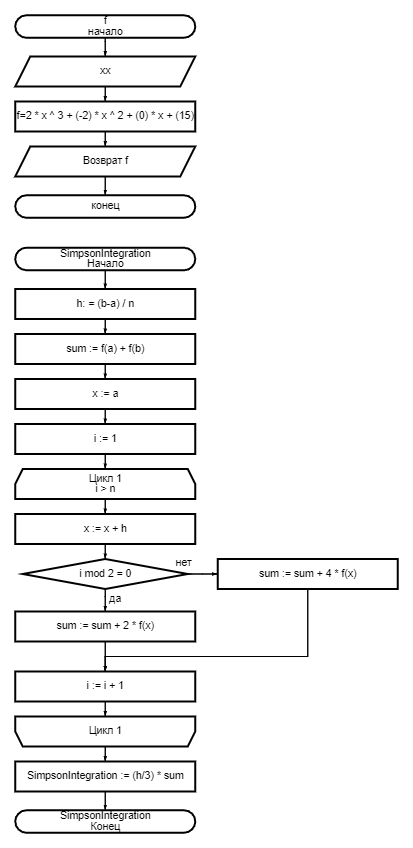 f
начало
xx
f=2 * x ^ 3 + (-2) * x ^ 2 + (0) * x + (15)
Возврат f
конец
SimpsonIntegration
Начало
h: = (b-a) / n
sum := f(a) + f(b)
x := a
i := 1
Цикл 1
i > n
x := x + h
i mod 2 = 0
нет
sum := sum + 4 * f(x)
да
sum := sum + 2 * f(x)
i := i + 1
Цикл 1
SimpsonIntegration := (h/3) * sum
SimpsonIntegration
Конец